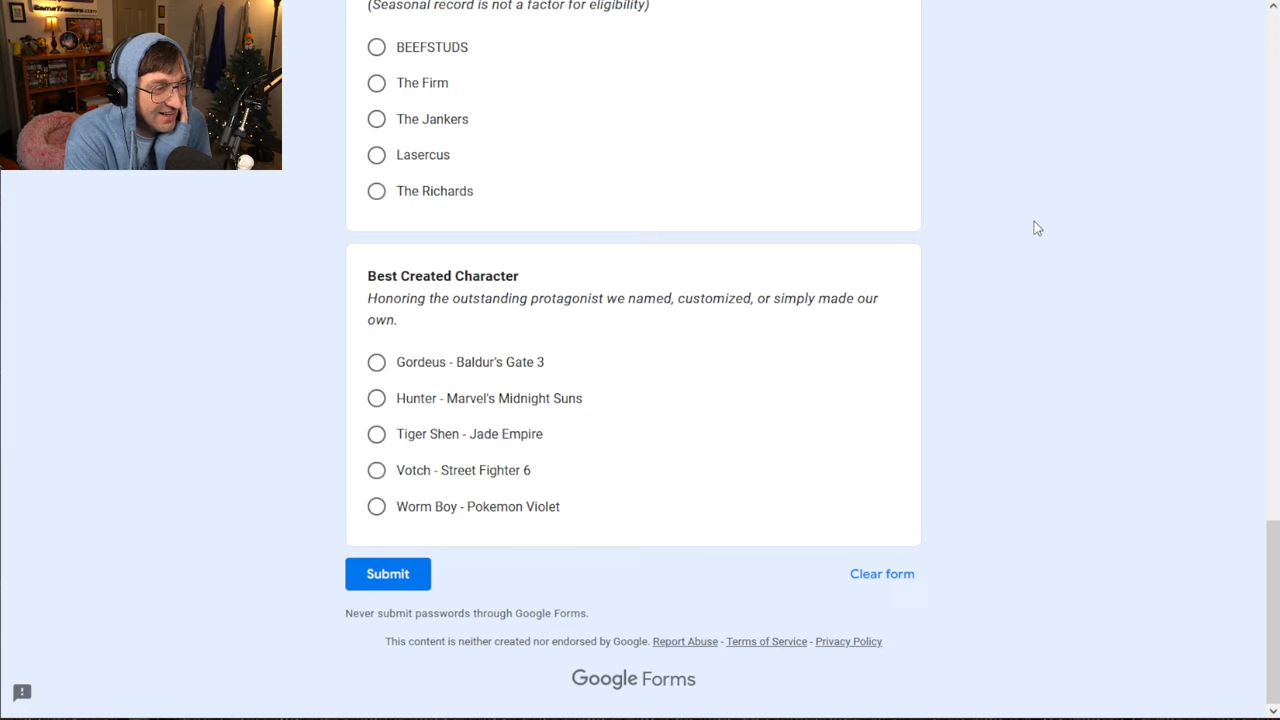 GameTraders.com
(Seasonal record is not a factor for eligibility)
BEEFSTUDS
The Firm
The Jankers
Lasercus
The Richards
Best Created Character
Honoring the outstanding protagonist we named, customized, or simply made our
own.
Gordeus - Baldur's Gate 3
Hunter - Marvel's Midnight Suns
Tiger Shen - Jade Empire
Votch - Street Fighter 6
Worm Boy - Pokemon Violet
Submit
Clear form
Never submit passwords through Google Forms.
This content is neither created nor endorsed by Google. Report Abuse - Terms of Service - Privacy Policy
Google Forms